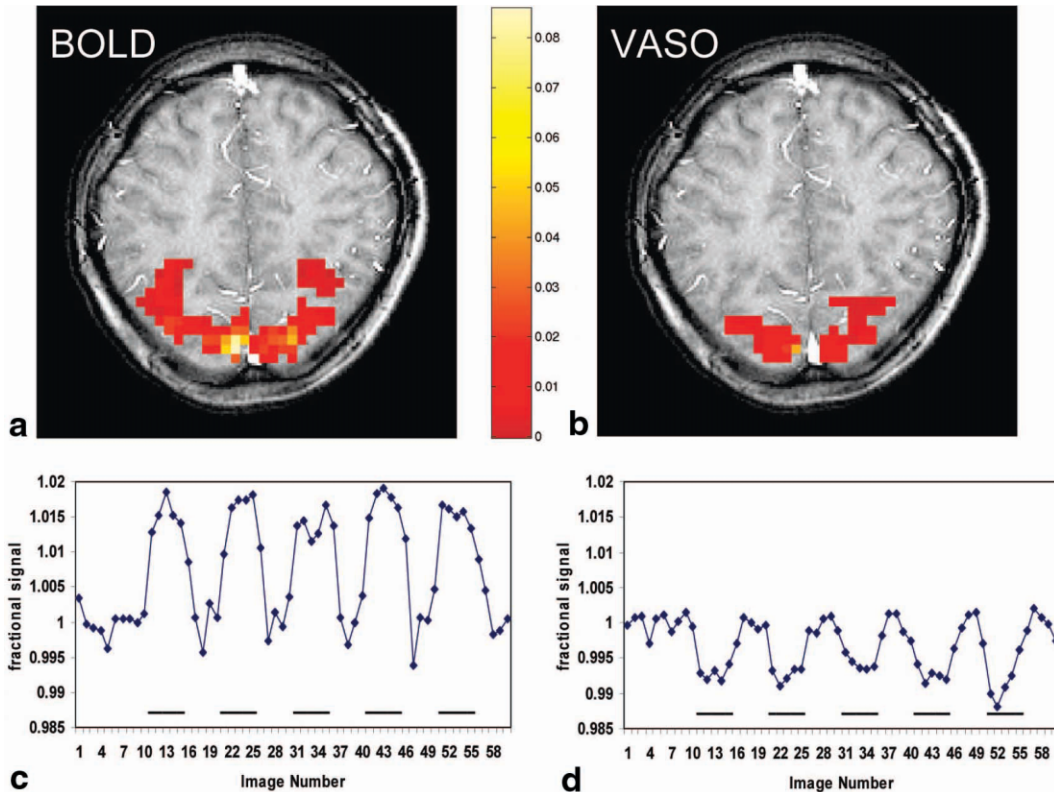 BOLD
0.08
0.07
0.06
0.05
0.04
0.03
0.02
0.01
0
VASO
a
b
1.02
1.015
1.01
1.005
1
0.995
0.99
0.985
fractional signal
1 4 7 10 13 16 19 22 25 28 31 34 37 40 43 46 49 52 55 58
Image Number
c
1.02
1.015
1.01
1.005
1
0.995
0.99
0.985
fractional signal
1 4 7 10 13 16 19 22 25 28 31 34 37 40 43 46 49 52 55 58
Image Number
d